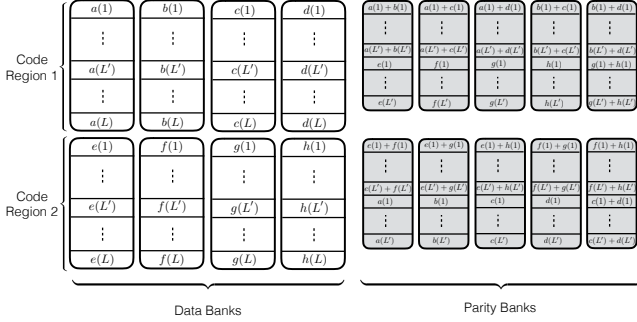 a(1) b(1) c(1) d(1) a(1) + b(1) a(1) + c(1) a(1) + d(1) b(1) + c(1) b(1) + d(1)
Code
Region 1
a(L') b(L') c(L') d(L') a(L') + b(L') a(L') + c(L') a(L') + d(L') b(L') + c(L') b(L') + d(L')
e(1) f(1) g(1) h(1) g(1) + h(1)
e(L') f(L') g(L') h(L') g(L') + h(L')
a(L) b(L) c(L) d(L)
e(1) f(1) g(1) h(1) e(1) + f(1) e(1) + g(1) e(1) + h(1) f(1) + g(1) f(1) + h(1)
Code
Region 2
e(L') f(L') g(L') h(L') e(L') + f(L') e(L') + g(L') e(L') + h(L') f(L') + g(L') f(L') + h(L')
a(1) b(1) c(1) d(1) c(1) + d(1)
a(L') b(L') c(L') d(L') c(L') + d(L')
e(L) f(L) g(L) h(L)
Data Banks Parity Banks